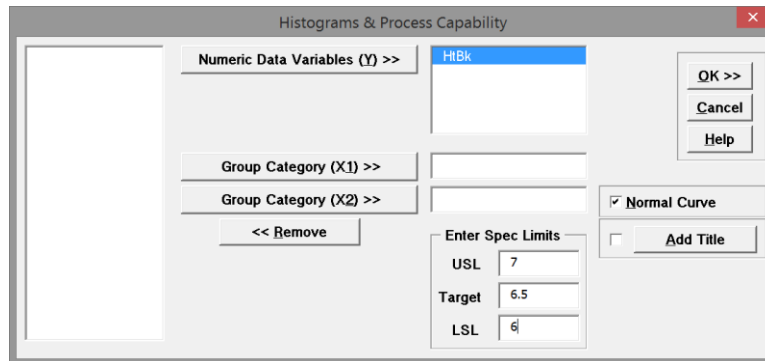 Histograms & Process Capability
Numeric Data Variables (Y) >>
HtBk
OK >>
Cancel
Help
Group Category (X1) >>
Group Category (X2) >>
<< Remove
Normal Curve
Add Title
Enter Spec Limits
USL 7
Target 6.5
LSL 6